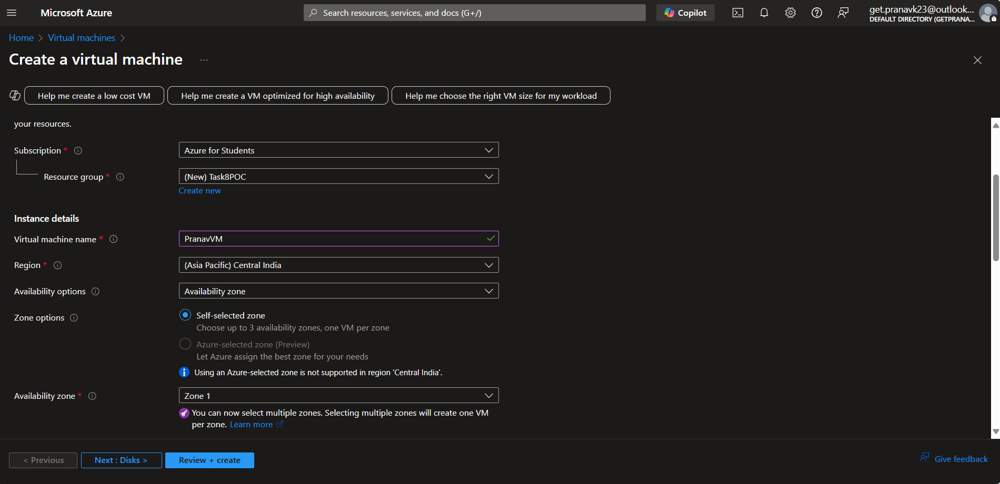 Microsoft Azure
Search resources, services, and docs (G+/)
Copilot
get.pranavk23@outlook...
DEFAULT DIRECTORY (GETPRANA...
Home > Virtual machines >
Create a virtual machine ...
Help me create a low cost VM
Help me create a VM optimized for high availability
Help me choose the right VM size for my workload
your resources.
Subscription * Azure for Students
Resource group * (New) Task8POC
Create new
Instance details
Virtual machine name * PranavVM
Region * (Asia Pacific) Central India
Availability options Availability zone
Zone options Self-selected zone
Choose up to 3 availability zones, one VM per zone
Azure-selected zone (Preview)
Let Azure assign the best zone for your needs
Using an Azure-selected zone is not supported in region 'Central India'.
Availability zone * Zone 1
You can now select multiple zones. Selecting multiple zones will create one VM
per zone. Learn more
< Previous
Next : Disks >
Review + create
Give feedback